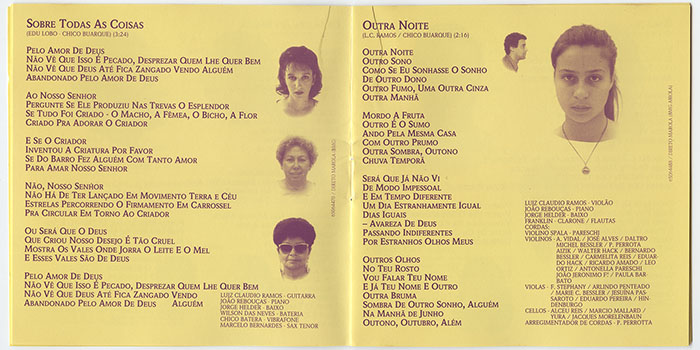 SOBRE TODAS AS COISAS
(EDU LOBO - CHICO BUARQUE) (3:24)
PELO AMOR DE DEUS
NÃO VÊ QUE ISSO É PECADO, DESPREZAR QUEM LHE QUER BEM
NÃO VÊ QUE DEUS ATÉ FICA ZANGADO VENDO ALGUÉM
ABANDONADO PELO AMOR DE DEUS
AO NOSSO SENHOR
PERGUNTE SE ELE PRODUZIU NAS TREVAS O ESPLENDOR
SE TUDO FOI CRIADO - O MACHO, A FÊMEA, O BICHO, A FLOR
CRIADO PRA ADORAR O CRIADOR
E SE O CRIADOR
INVENTOU A CRIATURA POR FAVOR
SE DO BARRO FEZ ALGUÉM COM TANTO AMOR
PARA AMAR NOSSO SENHOR
NÃO, NOSSO SENHOR
NÃO HÁ DE TER LANÇADO EM MOVIMENTO TERRA E CÉU
ESTRELAS PERCORRENDO O FIRMAMENTO EM CARROSSEL
PRA CIRCULAR EM TORNO AO CRIADOR
OU SERÁ QUE O DEUS
QUE CRIOU NOSSO DESEJO É TÃO CRUEL
MOSTRA OS VALES ONDE JORRA O LEITE E O MEL
E ESSES VALES SÃO DE DEUS
PELO AMOR DE DEUS
NÃO VÊ QUE ISSO É PECADO, DESPREZAR QUEM LHE QUER BEM
NÃO VÊ QUE DEUS ATÉ FICA ZANGADO VENDO
ABANDONADO PELO AMOR DE DEUS ALGUÉM
LUIZ CLAUDIO RAMOS - GUITARRA
JOÃO REBOUÇAS - PIANO
JORGE HELDER - BAIXO
WILSON DAS NEVES - BATERIA
CHICO BATERA - VIBRAFONE
MARCELO BERNARDES - SAX TENOR
OUTRA NOITE
(L.C. RAMOS / CHICO BUARQUE) (2:16)
OUTRA NOITE
OUTRO SONO
COMO SE EU SONHASSE O SONHO
DE OUTRO DONO
OUTRO FUMO, UMA OUTRA CINZA
OUTRA MANHÃ
MORDO A FRUTA
OUTRO É O SUMO
ANDO PELA MESMA CASA
COM OUTRO PRUMO
OUTRA SOMBRA, OUTONO
CHUVA TEMPORÃ
SERÁ QUE JÁ NÃO VI
DE MODO IMPESSOAL
E EM TEMPO DIFERENTE
UM DIA ESTRANHAMENTE IGUAL
DIAS IGUAIS
– AVAREZA DE DEUS
PASSANDO INDIFERENTES
POR ESTRANHOS OLHOS MEUS
OUTROS OLHOS
NO TEU ROSTO
VOU FALAR TEU NOME
E JÁ TEU NOME E OUTRO
OUTRA BRUMA
SOMBRA DE OUTRO SONHO, ALGUÉM
NA MANHÃ DE JUNHO
OUTONO, OUTUBRO, ALÉM
LUIZ CLAUDIO RAMOS - VIOLÃO
JOÃO REBOUÇAS - PIANO
JORGE HELDER - BAIXO
FRANKLIN - CLARONE / FLAUTAS
CORDAS:
VIOLINO SPALA - PARESCHJ
VIOLINOS - A. VIDAL / JOSÉ ALVES / DALTRO
MICHEL BESSLER / P. PERROTA
AIZIK / WALTER HACK / BERNARDO
BESSLER / CARMELITA REIS / EDUAR-
DO HACK / RICARDO AMADO / LEO
ORTIZ / ANTONELLA PARESCHI
JOÃO JERONIMO Fº / PAULA BAR-
BATO
VIOLAS - F. STEPHANY / ARLINDO PENTEADO
/ MARIE C. BESSLER / JESUÍNA PAS-
SAROTO / EDUARDO PEREIRA / HIN-
DENBURGO
CELLOS - ALCEU REIS / MARCIO MALLARD /
YURA / JACQUES MORELENBAUM
ARREGIMENTADOR DE CORDAS - P. PERROTTA